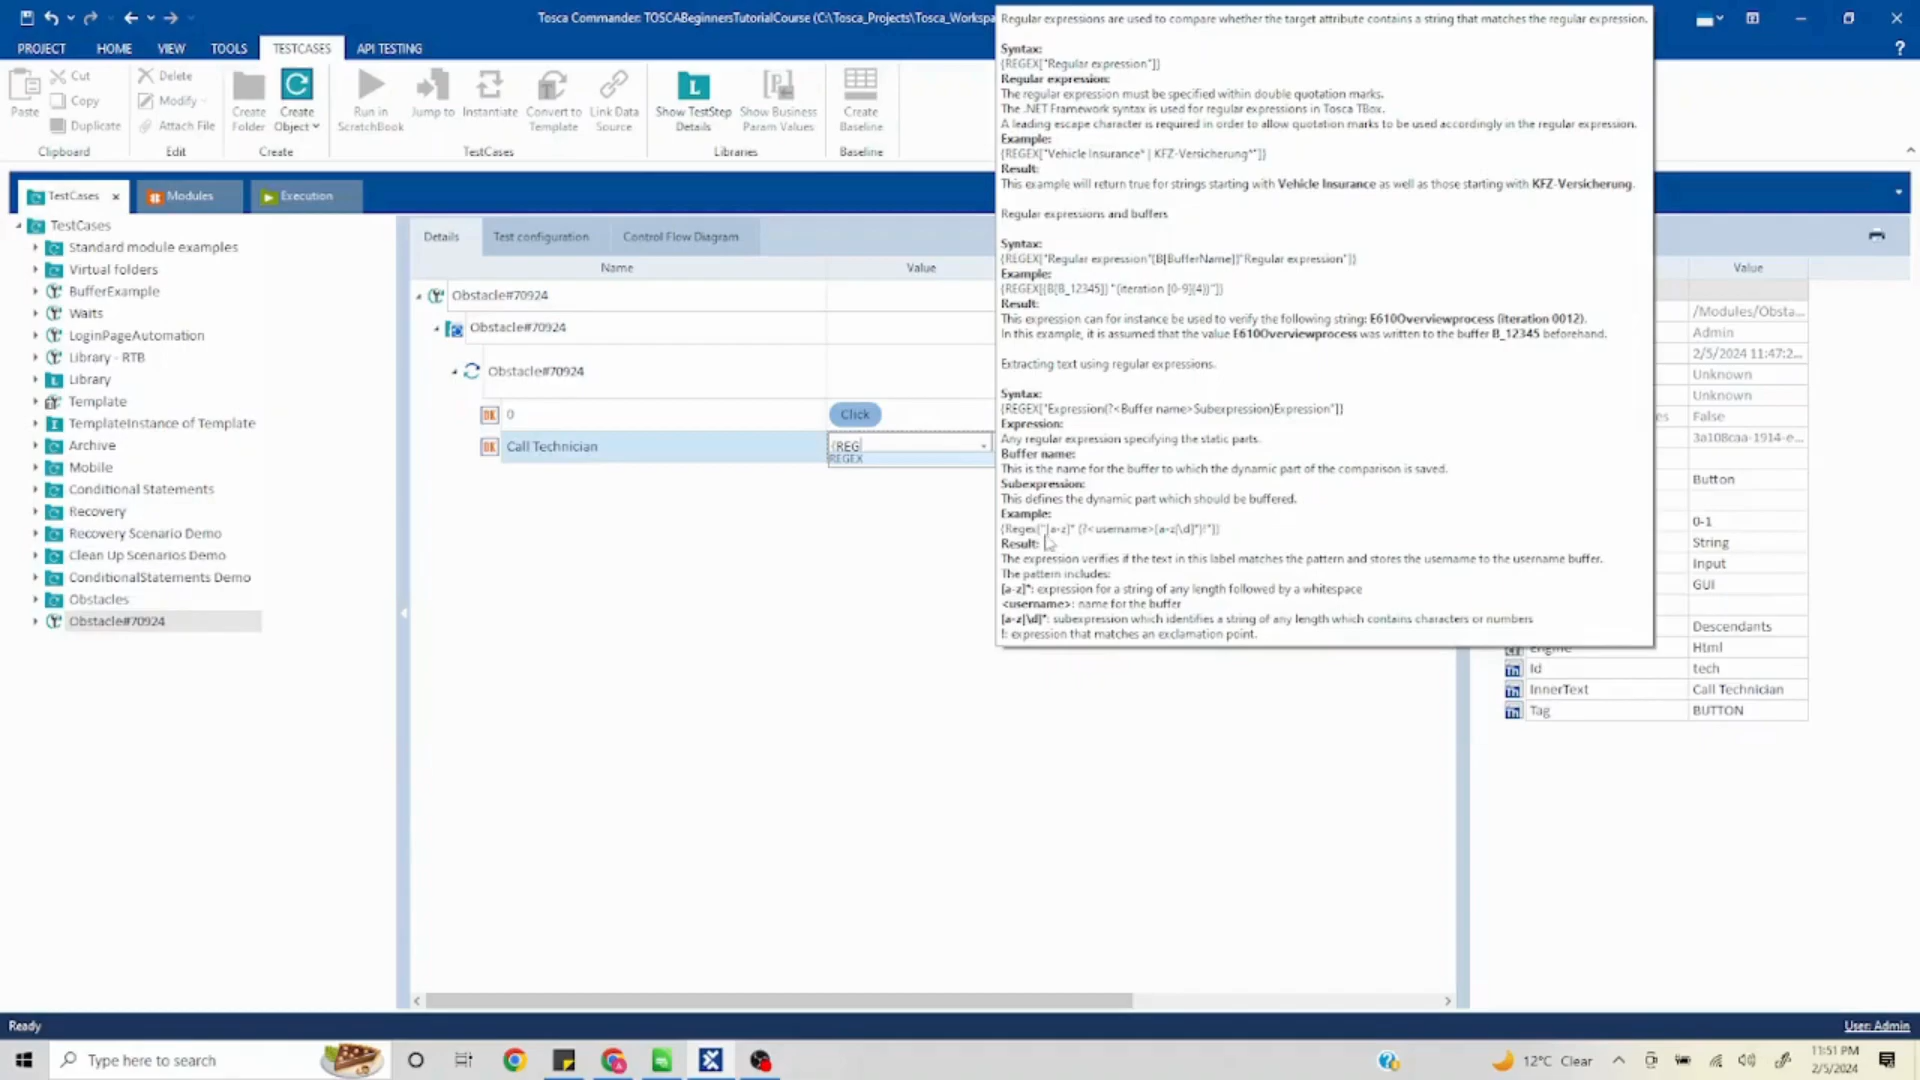 Tosca Commander: TOSCABeginnersTutorialCourse (C:\Tosca_Projects\Tosca_Workspa
PROJECT HOME VIEW TOOLS TESTCASES API TESTING
Paste
Cut
Copy
Duplicate
Clipboard
Delete
Modify
Attach File
Edit
Create Folder
Create Object
Create
Run in ScratchBook
Jump to
Instantiate
Convert to Template
Link Data Source
TestCases
Show TestStep Details
Show Business Param Values
Libraries
Create Baseline
Baseline
TestCases
Modules
Execution
TestCases
Standard module examples
Virtual folders
BufferExample
Waits
LoginPageAutomation
Library - RTB
Library
Template
TemplateInstance of Template
Archive
Mobile
Conditional Statements
Recovery
Recovery Scenario Demo
Clean Up Scenarios Demo
ConditionalStatements Demo
Obstacles
Obstacle#70924
Details Test configuration Control Flow Diagram
Name Value
Obstacle#70924
Obstacle#70924
Obstacle#70924
0 Click
Call Technician {REG
REGEX
Regular expressions are used to compare whether the target attribute contains a string that matches the regular expression.
Syntax:
{REGEX["Regular expression"]}
Regular expression:
The regular expression must be specified within double quotation marks.
The .NET Framework syntax is used for regular expressions in Tosca TBox.
A leading escape character is required in order to allow quotation marks to be used accordingly in the regular expression.
Example:
{REGEX["Vehicle Insurance* | KFZ-Versicherung*"]}
Result:
This example will return true for strings starting with Vehicle Insurance as well as those starting with KFZ-Versicherung.
Regular expressions and buffers
Syntax:
{REGEX["Regular expression"{B[BufferName]}"Regular expression"]}
Example:
{REGEX[{B[B_12345]} "(iteration [0-9]{4})"]}
Result:
This expression can for instance be used to verify the following string: E610Overviewprocess (iteration 0012).
In this example, it is assumed that the value E610Overviewprocess was written to the buffer B_12345 beforehand.
Extracting text using regular expressions.
Syntax:
{REGEX["Expression(?<Buffer name>Subexpression)Expression"]}
Expression:
Any regular expression specifying the static parts.
Buffer name:
This is the name for the buffer to which the dynamic part of the comparison is saved.
Subexpression:
This defines the dynamic part which should be buffered.
Example:
{Regex["[a-z]* (?<username>[a-z|\d]*)!"]}
Result:
The expression verifies if the text in this label matches the pattern and stores the username to the username buffer.
The pattern includes:
[a-z]*: expression for a string of any length followed by a whitespace
<username>: name for the buffer
[a-z|\d]*: subexpression which identifies a string of any length which contains characters or numbers
!: expression that matches an exclamation point.
Value
/Modules/Obsta...
Admin
2/5/2024 11:47:2...
Unknown
Unknown
es False
3a108caa-1914-e...
Button
0-1
String
Input
GUI
Descendants
Engine Html
Id tech
InnerText Call Technician
Tag BUTTON
Ready
User: Admin
Type here to search
12°C Clear
11:51 PM
2/5/2024